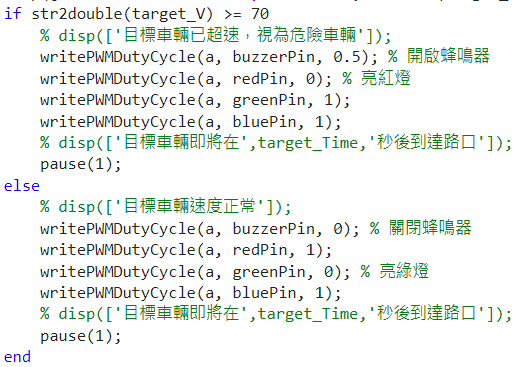 if str2double(target_V) >= 70
% disp(['目標車輛已超速，視為危險車輛']);
writePWMDutyCycle(a, buzzerPin, 0.5); % 開啟蜂鳴器
writePWMDutyCycle(a, redPin, 0); % 亮紅燈
writePWMDutyCycle(a, greenPin, 1);
writePWMDutyCycle(a, bluePin, 1);
% disp(['目標車輛即將在',target_Time,'秒後到達路口']);
pause(1);
else
% disp(['目標車輛速度正常']);
writePWMDutyCycle(a, buzzerPin, 0); % 關閉蜂鳴器
writePWMDutyCycle(a, redPin, 1);
writePWMDutyCycle(a, greenPin, 0); % 亮綠燈
writePWMDutyCycle(a, bluePin, 1);
% disp(['目標車輛即將在',target_Time,'秒後到達路口']);
pause(1);
end